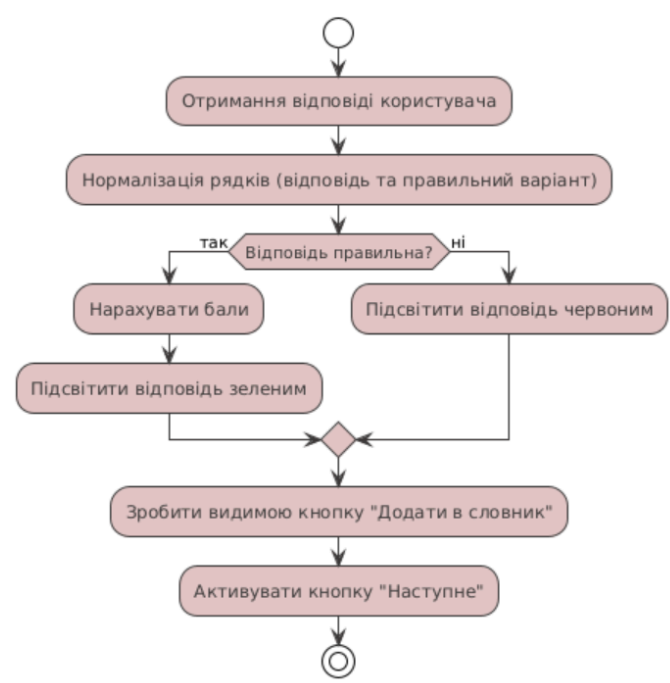 Отримання відповіді користувача
Нормалізація рядків (відповідь та правильний варіант)
так
Відповідь правильна?
ні
Нарахувати бали
Підсвітити відповідь червоним
Підсвітити відповідь зеленим
Зробити видимою кнопку "Додати в словник"
Активувати кнопку "Наступне"